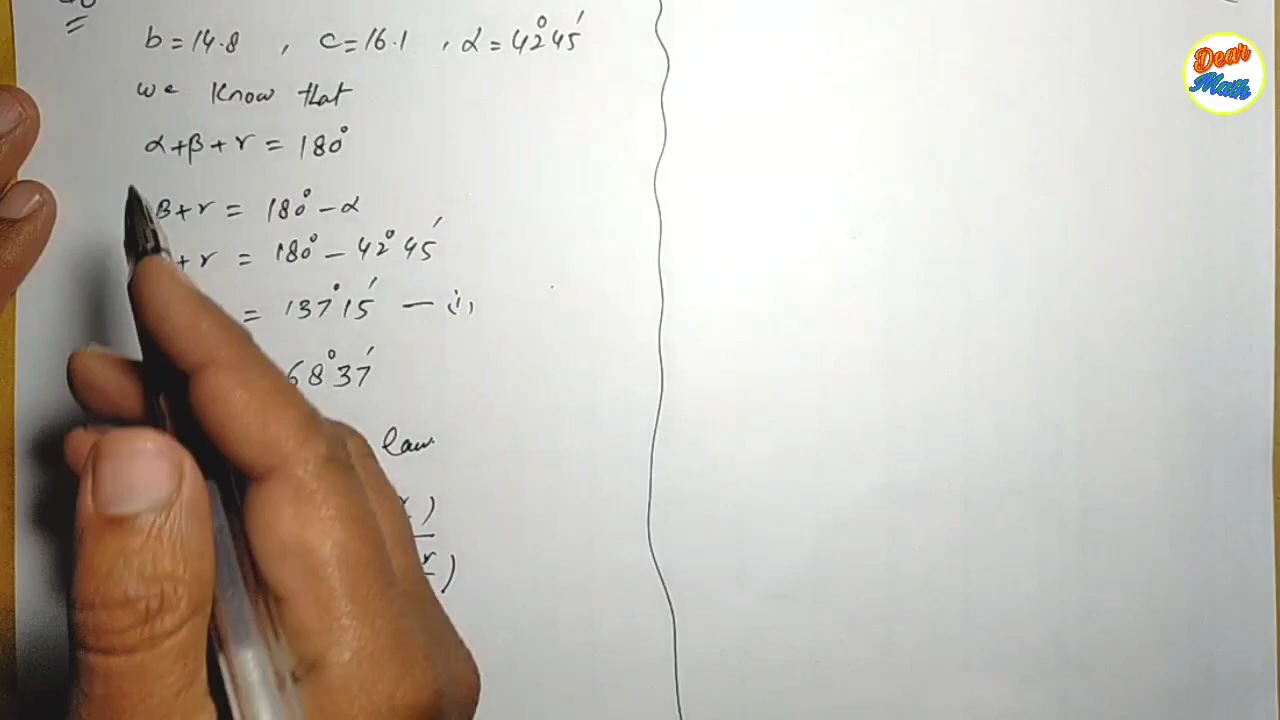 b = 14.8 , c = 16.1 , α = 42°45′
we know that
α + β + γ = 180°
β + γ = 180° − α
+ γ = 180° − 42°45′
= 137°15′ — (i)
68°37′
law
)
)
Dear
Math